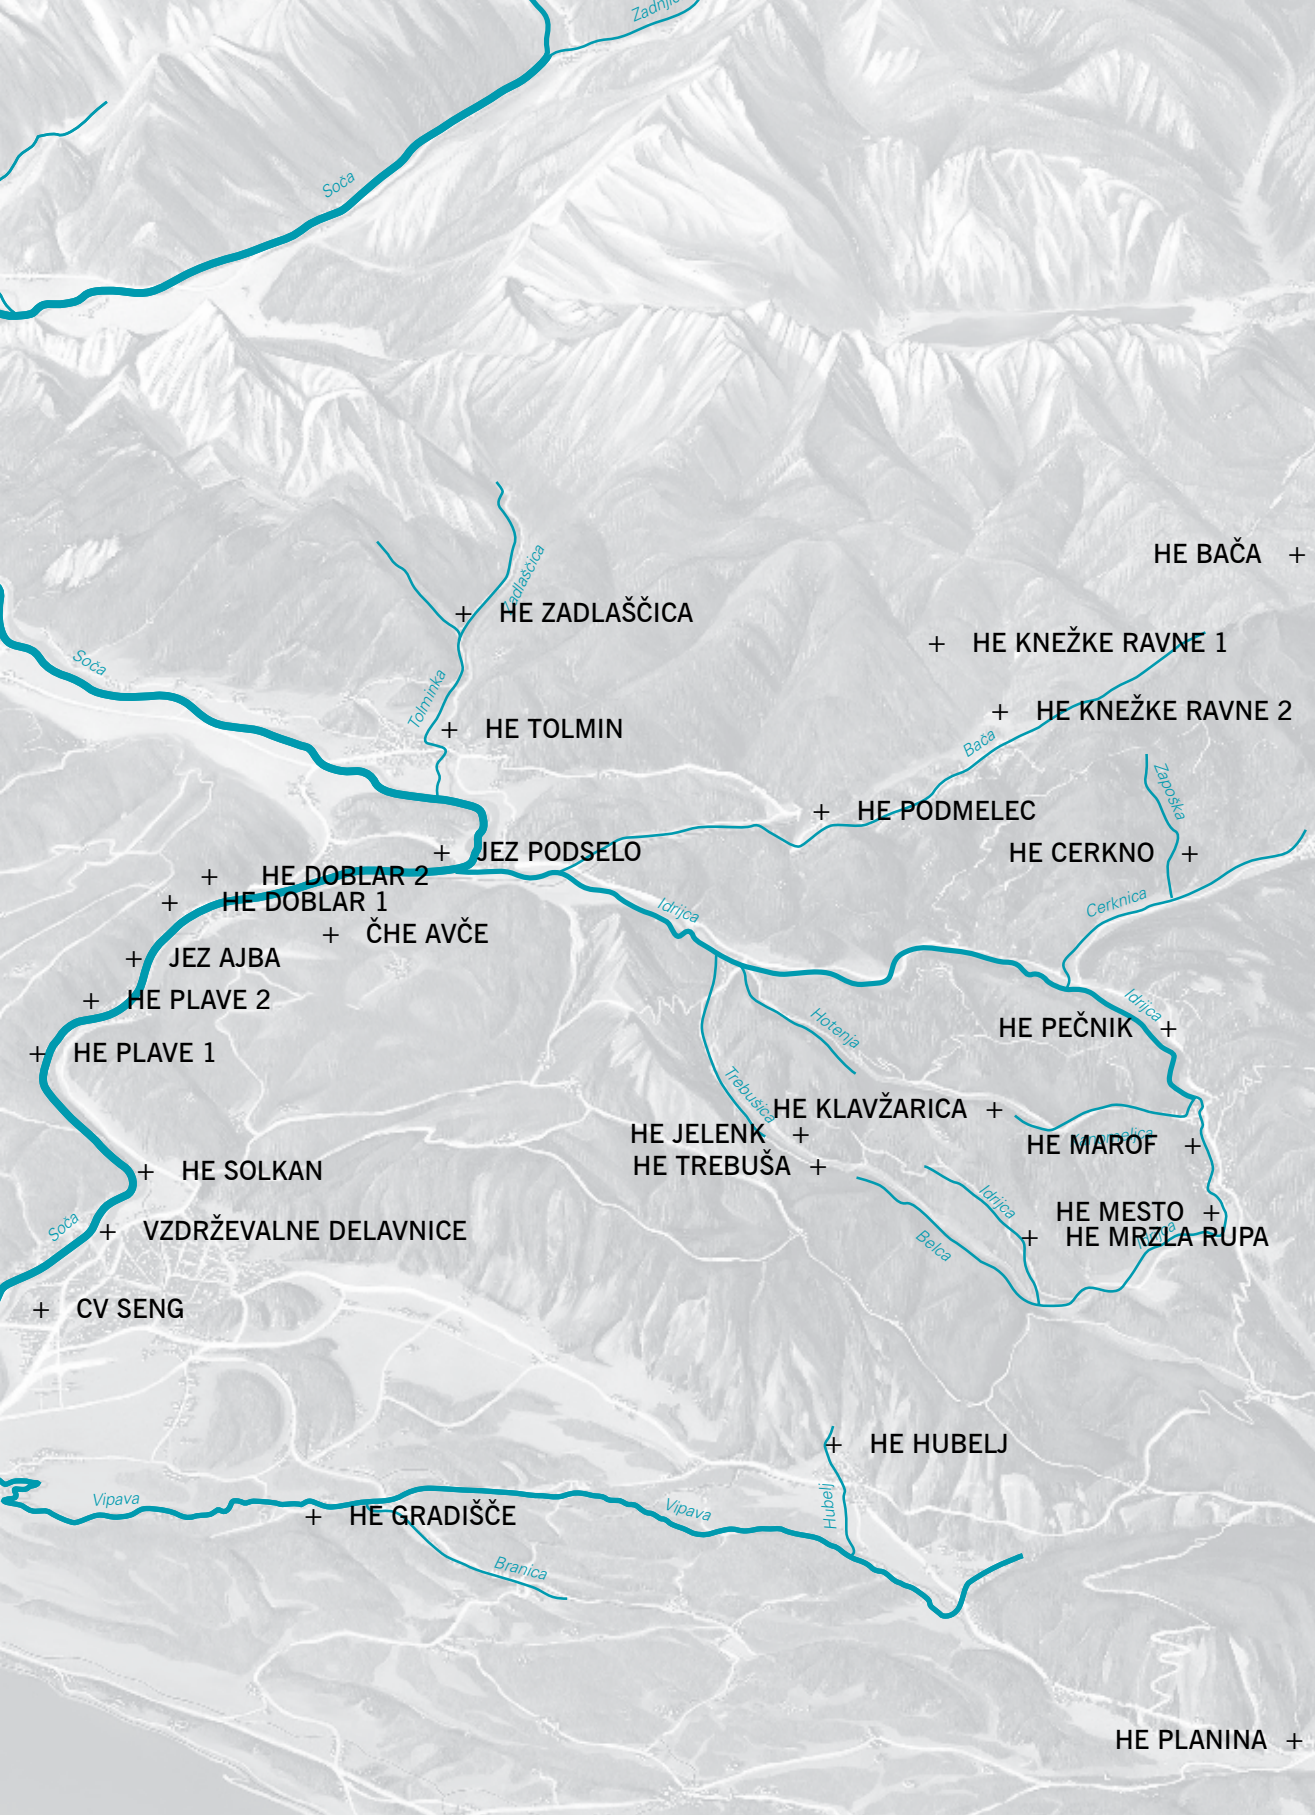 Soča
HE BAČA
Zadlaščica
HE ZADLAŠČICA
HE KNEŽKE RAVNE 1
Soča
Tolminka
HE KNEŽKE RAVNE 2
HE TOLMIN
Bača
Zapoška
HE PODMELEC
JEZ PODSELO
HE CERKNO
HE DOBLAR 2
HE DOBLAR 1
Cerknica
Idrijca
ČHE AVČE
JEZ AJBA
HE PLAVE 2
Idrijca
Hotenja
HE PEČNIK
HE PLAVE 1
Trebušica
HE KLAVŽARICA
HE JELENK
HE MAROF
HE TREBUŠA
HE SOLKAN
Idrijca
HE MESTO
Soča
VZDRŽEVALNE DELAVNICE
HE MRZLA RUPA
Belca
CV SENG
HE HUBELJ
Hubelj
Vipava
Vipava
HE GRADIŠČE
Branica
HE PLANINA